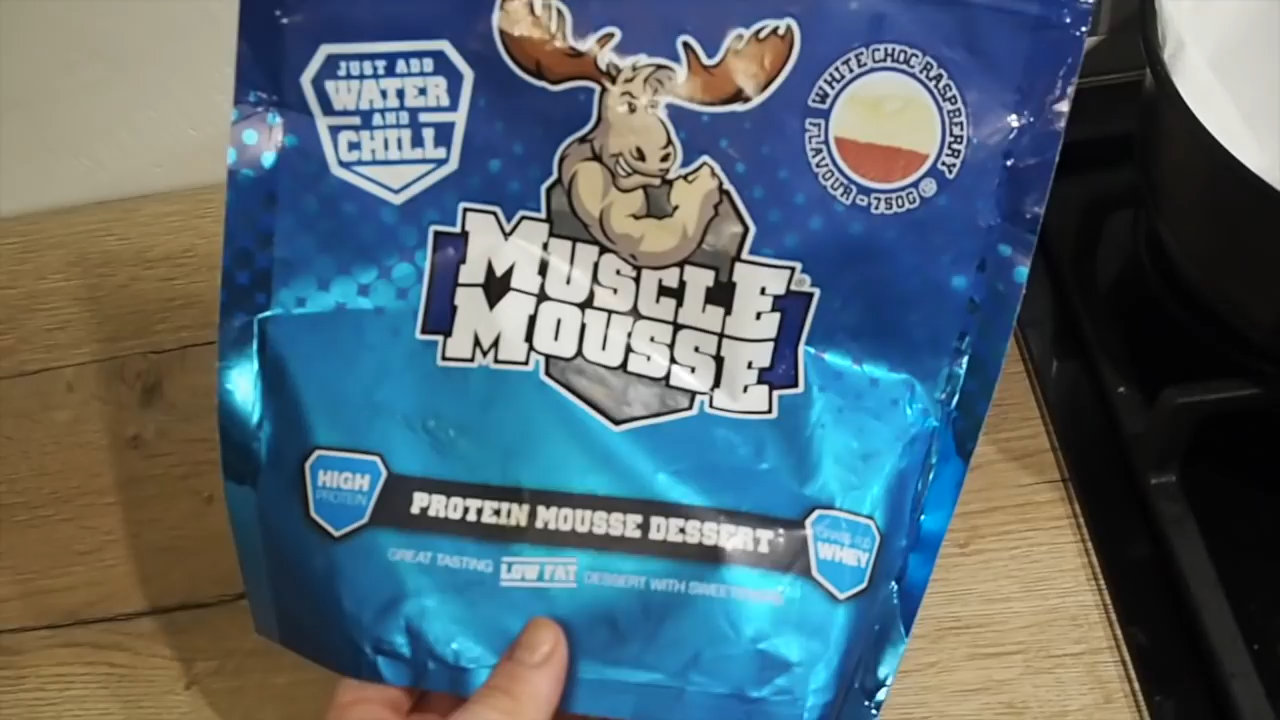 JUST ADD
WATER
AND
CHILL
WHITE CHOC RASPBERRY
FLAVOUR - 750G
MUSCLE
MOUSSE
HIGH
PROTEIN
PROTEIN MOUSSE DESSERT
WHEY
GREAT TASTING LOW FAT DESSERT WITH